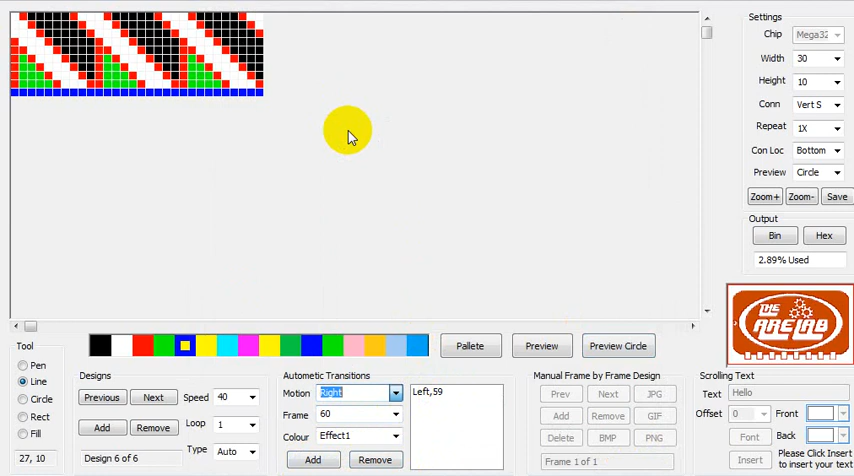 Settings
Chip Mega32
Width 30
Height 10
Conn Vert S
Repeat 1X
Con Loc Bottom
Preview Circle
Zoom+ Zoom- Save
Output
Bin Hex
2.89% Used
THE
ARE LAB
Pallete Preview Preview Circle
Tool
Pen
Line
Circle
Rect
Fill
27, 10
Designs
Previous Next Speed 40
Loop 1
Add Remove
Type Auto
Design 6 of 6
Autometic Transitions
Motion Right
Left,59
Frame 60
Colour Effect1
Add Remove
Manual Frame by Frame Design
Prev Next JPG
Add Remove GIF
Delete BMP PNG
Frame 1 of 1
Scrolling Text
Text Hello
Offset 0 Front
Font Back
Insert Please Click Insert
to insert your text